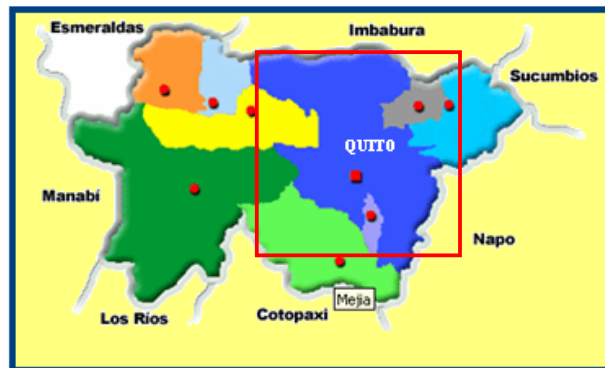 Esmeraldas
Imbabura
Sucumbios
QUITO
Manabí
Napo
Mejia
Los Ríos
Cotopaxi